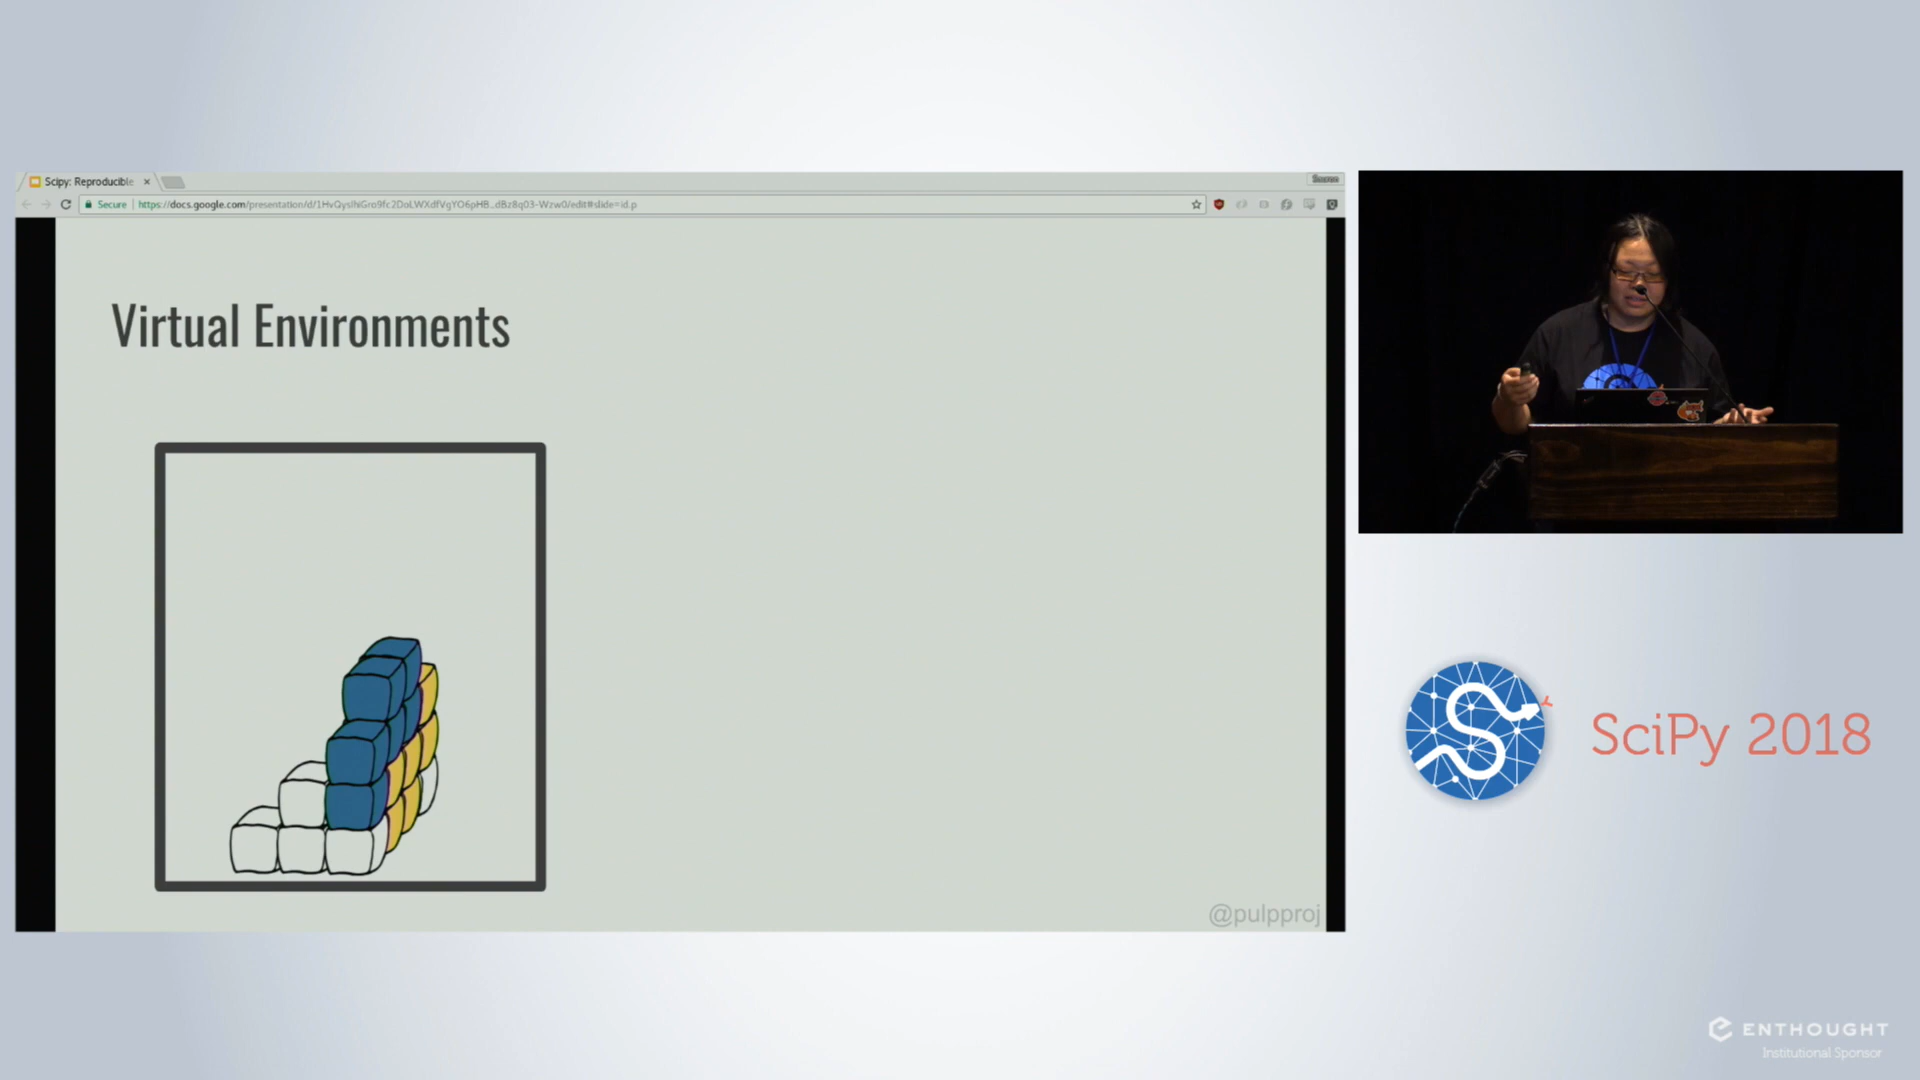 Scipy: Reproducible
Secure
Virtual Environments
@pulpproj
SciPy 2018
ENTHOUGHT
Institutional Sponsor